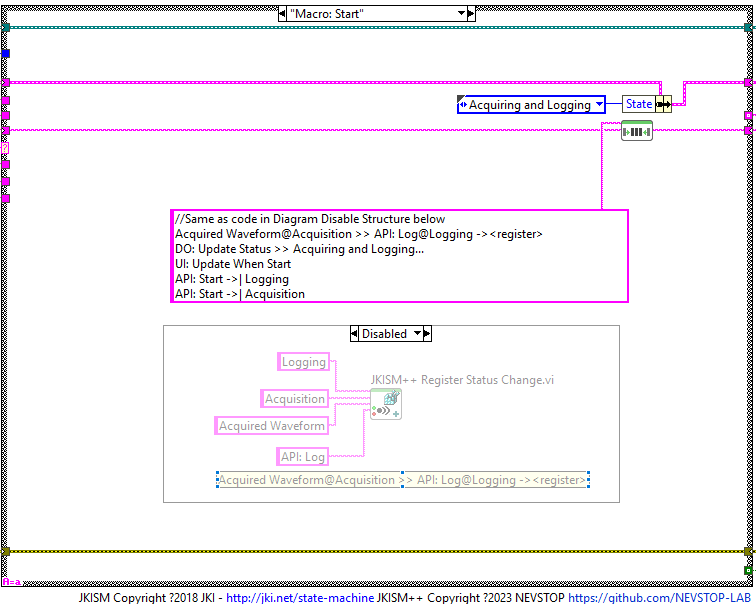 "Macro: Start"
Acquiring and Logging
State
//Same as code in Diagram Disable Structure below
Acquired Waveform@Acquisition >> API: Log@Logging -><register>
DO: Update Status >> Acquiring and Logging...
UI: Update When Start
API: Start ->| Logging
API: Start ->| Acquisition
Disabled
Logging
JKISM++ Register Status Change.vi
Acquisition
Acquired Waveform
API: Log
Acquired Waveform@Acquisition >> API: Log@Logging -><register>
A=a
JKISM Copyright ?2018 JKI - http://jki.net/state-machine JKISM++ Copyright ?2023 NEVSTOP https://github.com/NEVSTOP-LAB